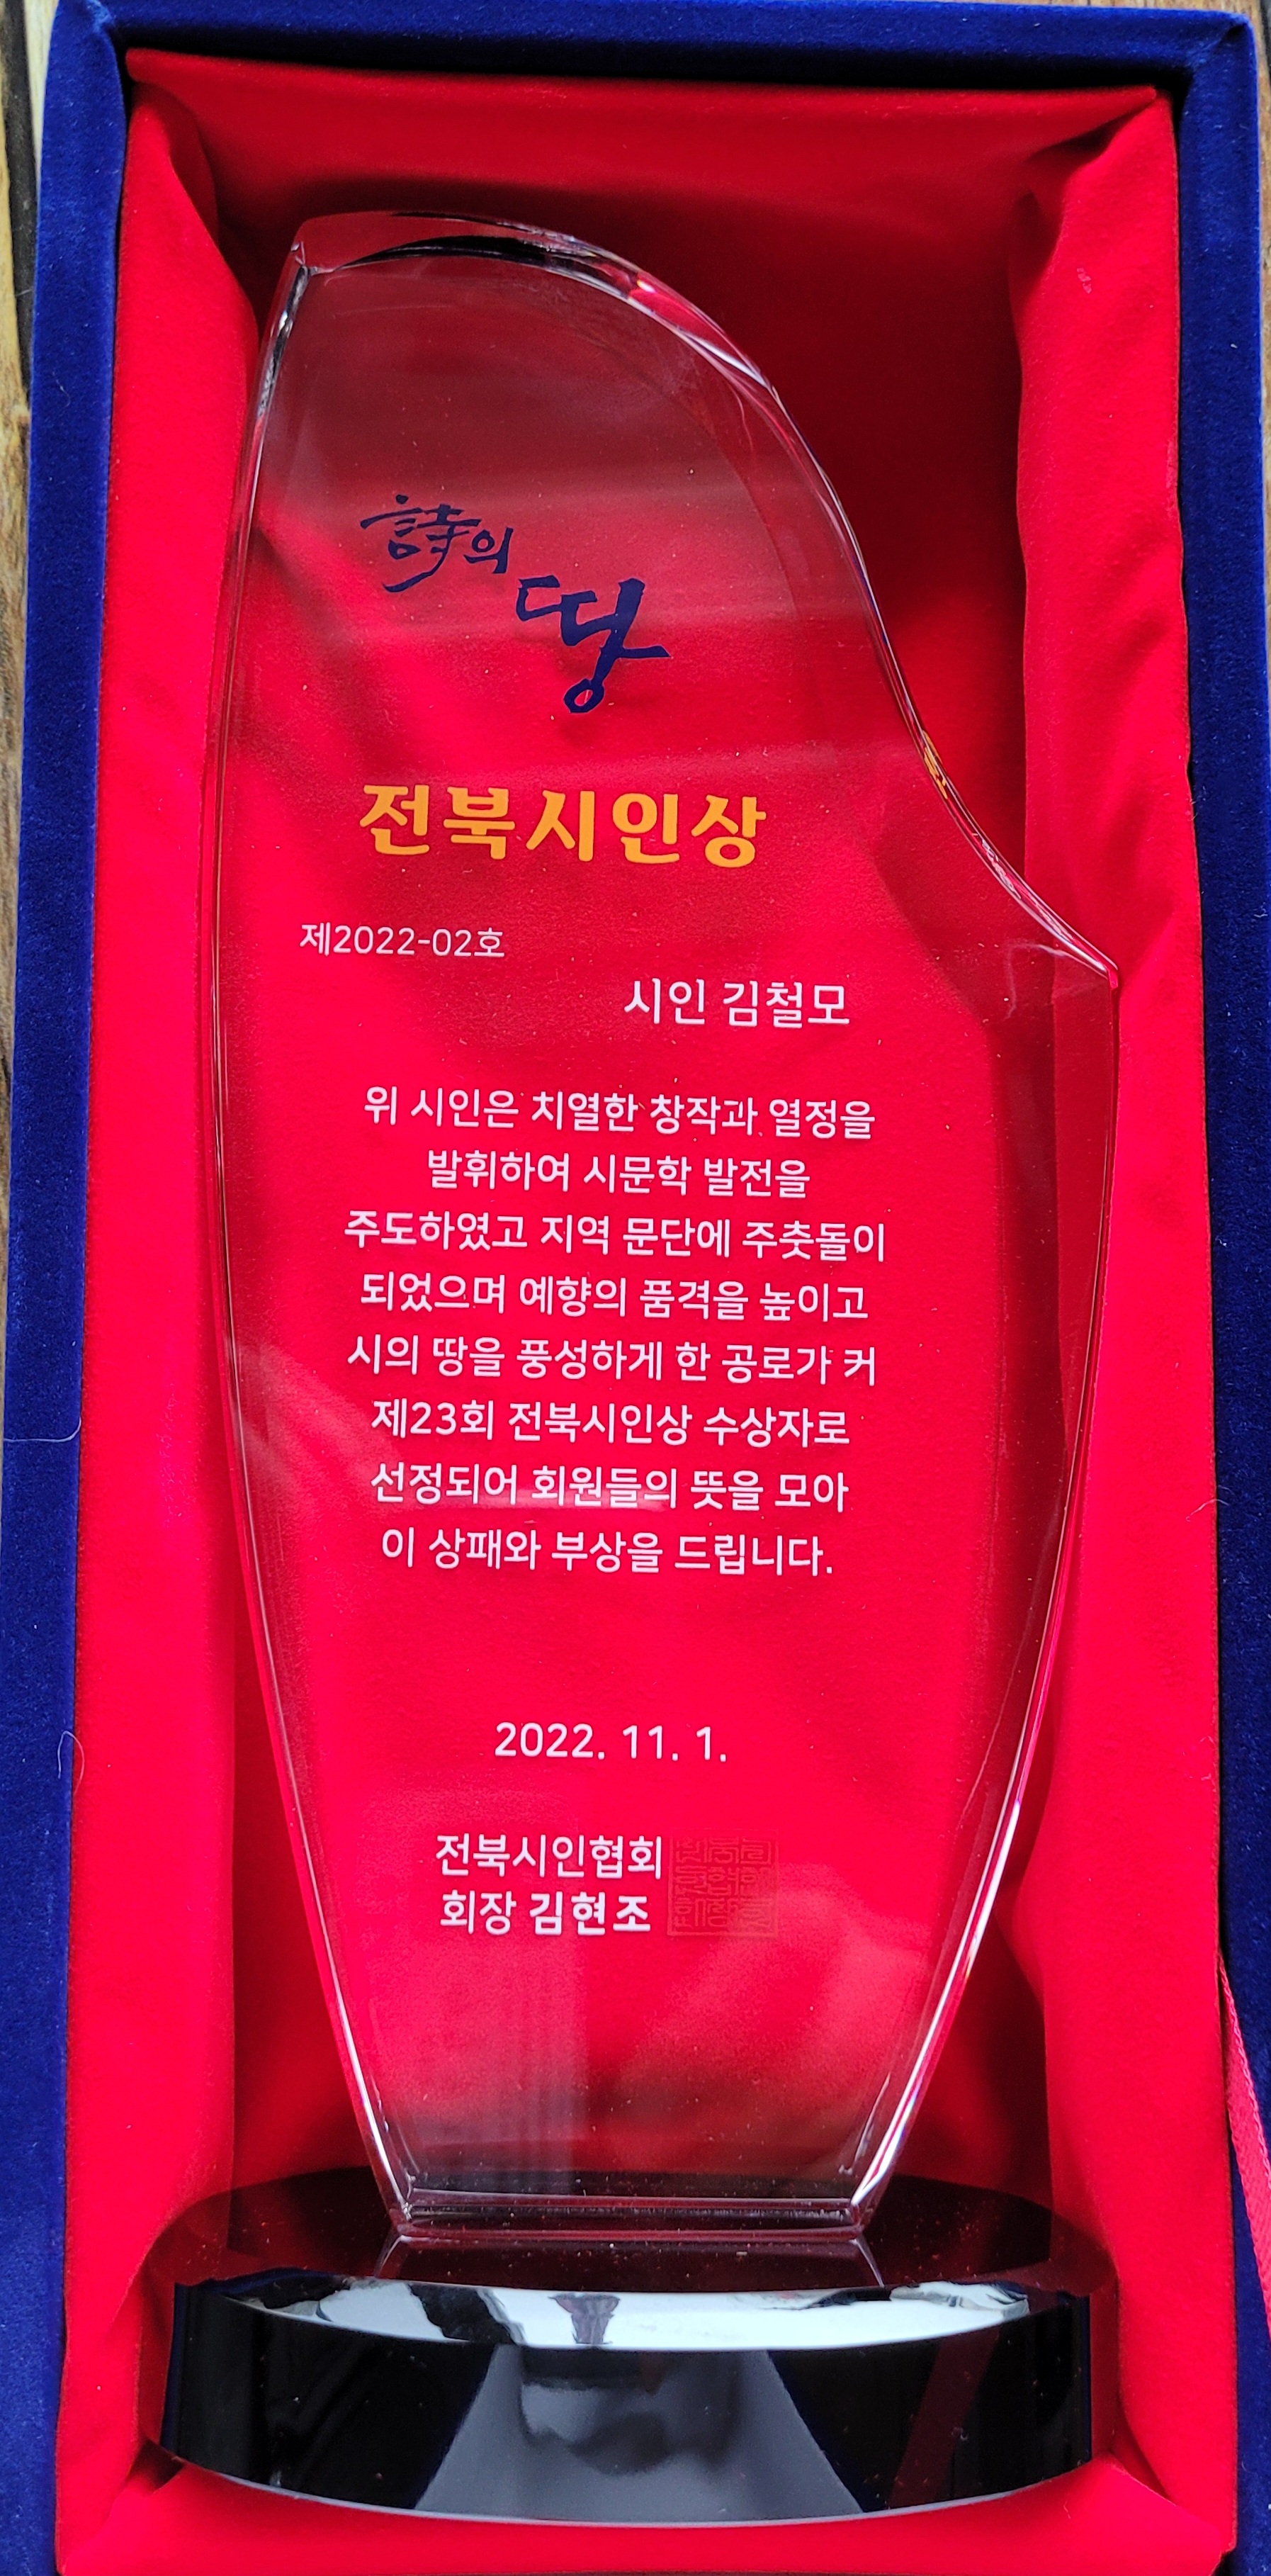 詩의
땅
전북시인상
제2022-02호
시인 김철모
위 시인은 치열한 창작과 열정을
발휘하여 시문학 발전을
주도하였고 지역 문단에 주춧돌이
되었으며 예향의 품격을 높이고
시의 땅을 풍성하게 한 공로가 커
제23회 전북시인상 수상자로
선정되어 회원들의 뜻을 모아
이 상패와 부상을 드립니다.
2022. 11. 1.
전북시인협회
회장 김현조